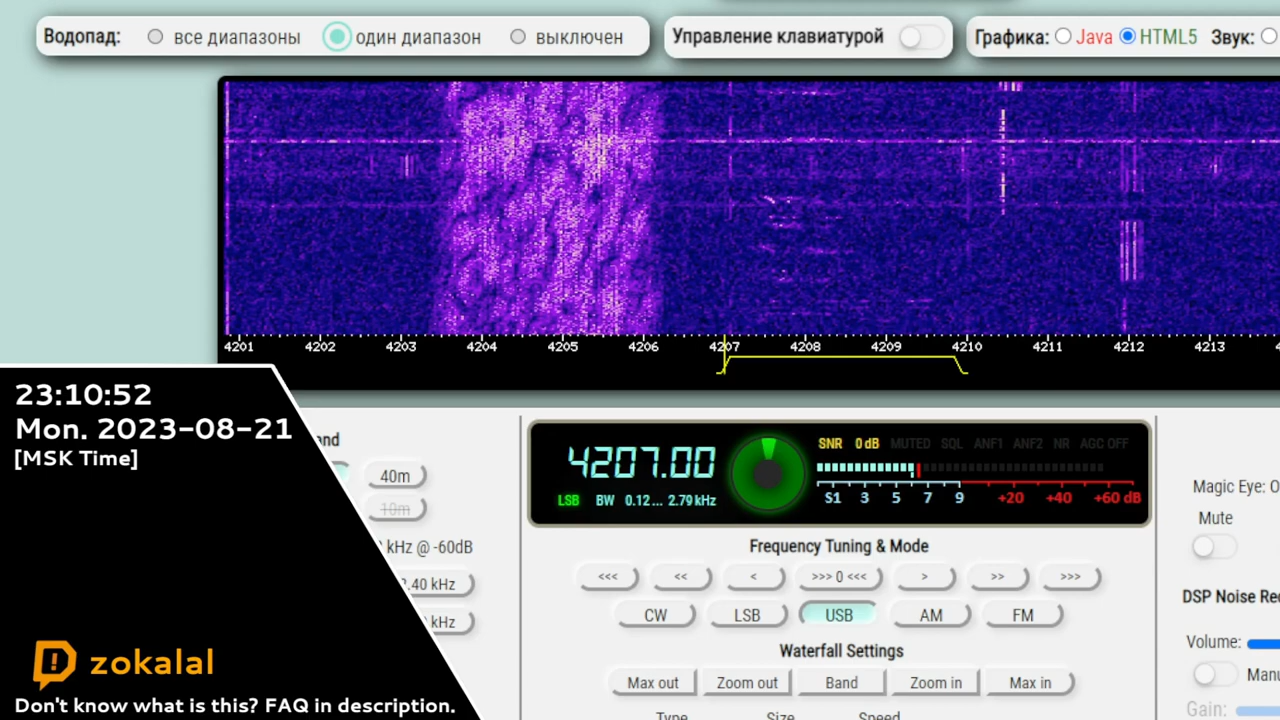 Водопад: все диапазоны один диапазон выключен Управление клавиатурой Графика: Java HTML5 Звук:
4201 4202 4203 4204 4205 4206 4207 4208 4209 4210 4211 4212 4213
23:10:52
Mon. 2023-08-21
[MSK Time]
40m
10m
kHz @ -60dB
kHz
kHz
4207.00
LSB BW 0.12... 2.79 kHz
SNR 0 dB MUTED SQL ANF1 ANF2 NR AGC OFF
S1 3 5 7 9 +20 +40 +60 dB
Frequency Tuning & Mode
<<< << < >>> 0 <<< > >> >>>
CW LSB USB AM FM
Waterfall Settings
Max out Zoom out Band Zoom in Max in
Type Size Speed
Magic Eye:
Mute
DSP Noise
Volume:
Gain:
zokalal
Don't know what is this? FAQ in description.